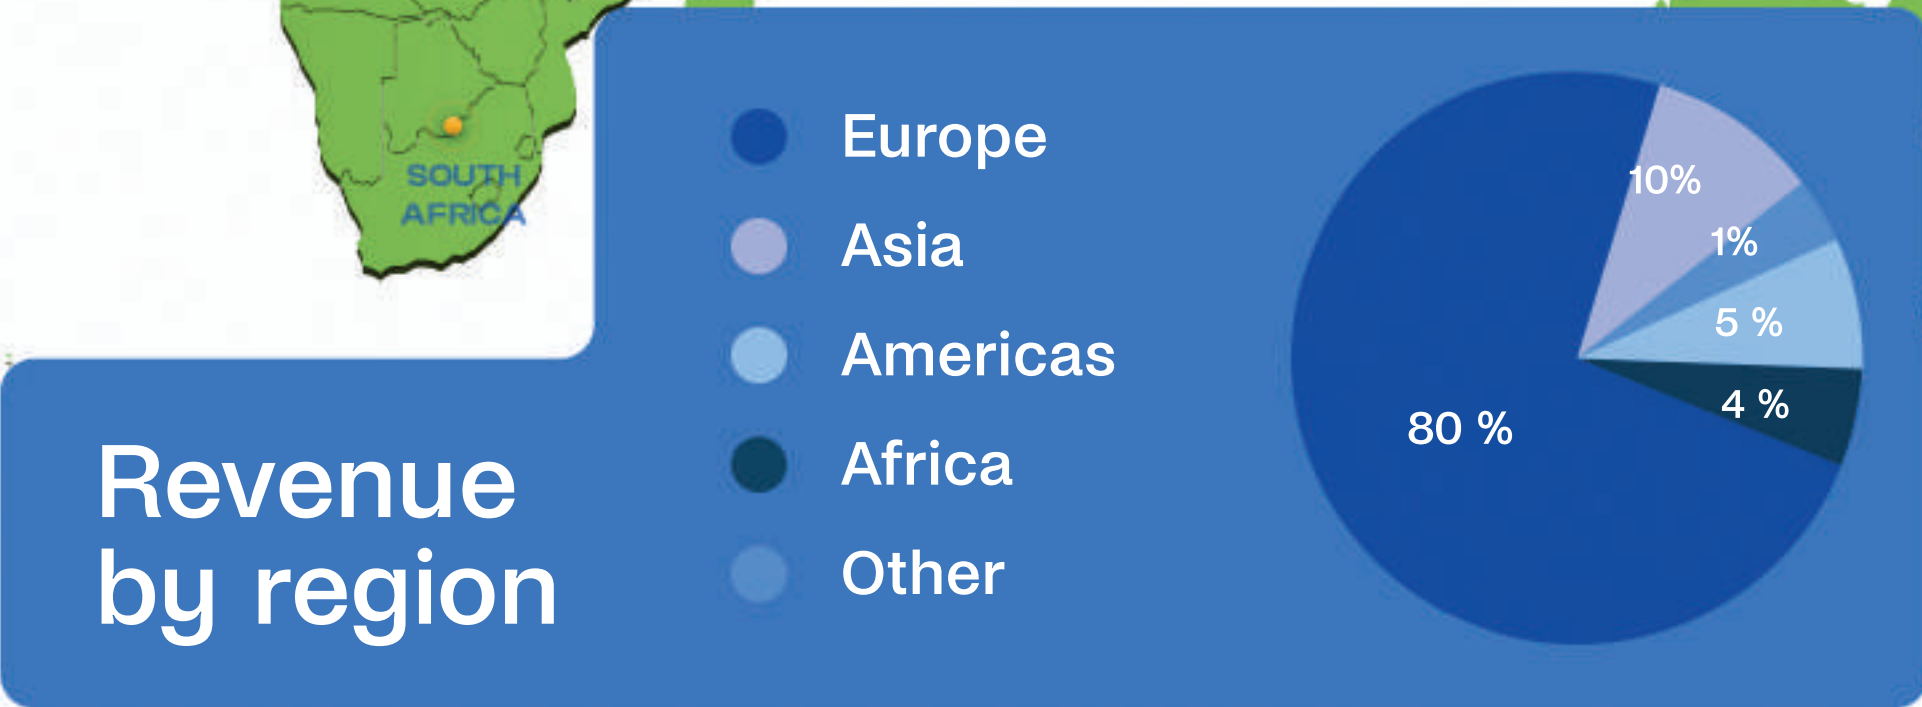 SOUTH
AFRICA
Revenue
by region
Europe
Asia
Americas
Africa
Other
10%
1%
5 %
4 %
80 %